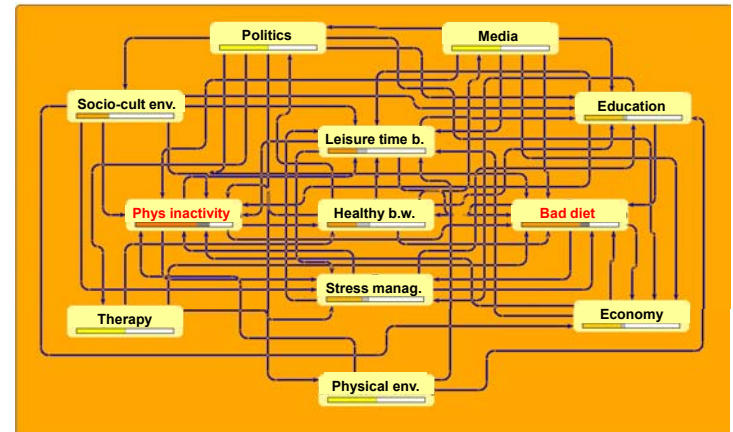 Politics
Media
Socio-cult env.
Education
Leisure time b.
Phys inactivity
Healthy b.w.
Bad diet
Stress manag.
Therapy
Economy
Physical env.